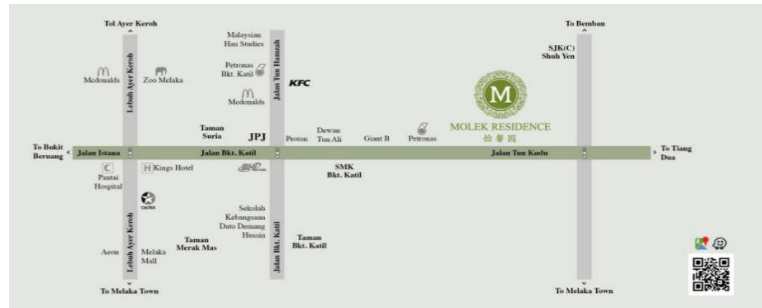 Tol Ayer Keroh
To Bemban
Malaysian
Han Studies
SJK(C)
Shuh Yen
Lebuh Ayer Keroh
Jalan Tun Hamzah
Mcdonalds
Zoo Melaka
Petronas
Bkt. Katil
KFC
Mcdonalds
M
MOLEK RESIDENCE
Taman
Suria
JPJ
Proton
Dewan
Tun Ali
Giant B
Petronas
To Bukit
Beruang
Jalan Istana
Jalan Bkt. Katil
Jalan Tun Kudu
To Tiang
Dua
C
Pantai
Hospital
H Kings Hotel
SMK
Bkt. Katil
Lebuh Ayer Keroh
Jalan Bkt. Katil
Sekolah
Kebangsaan
Dato Demang
Hussin
Aeon
Melaka
Mall
Taman
Merak Mas
Taman
Bkt. Katil
To Melaka Town
To Melaka Town